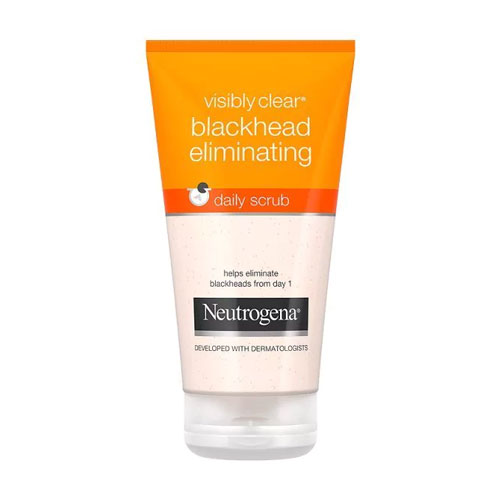 visibly clear®
blackhead
eliminating
daily scrub
helps eliminate
blackheads from day 1
Neutrogena®
DEVELOPED WITH DERMATOLOGISTS